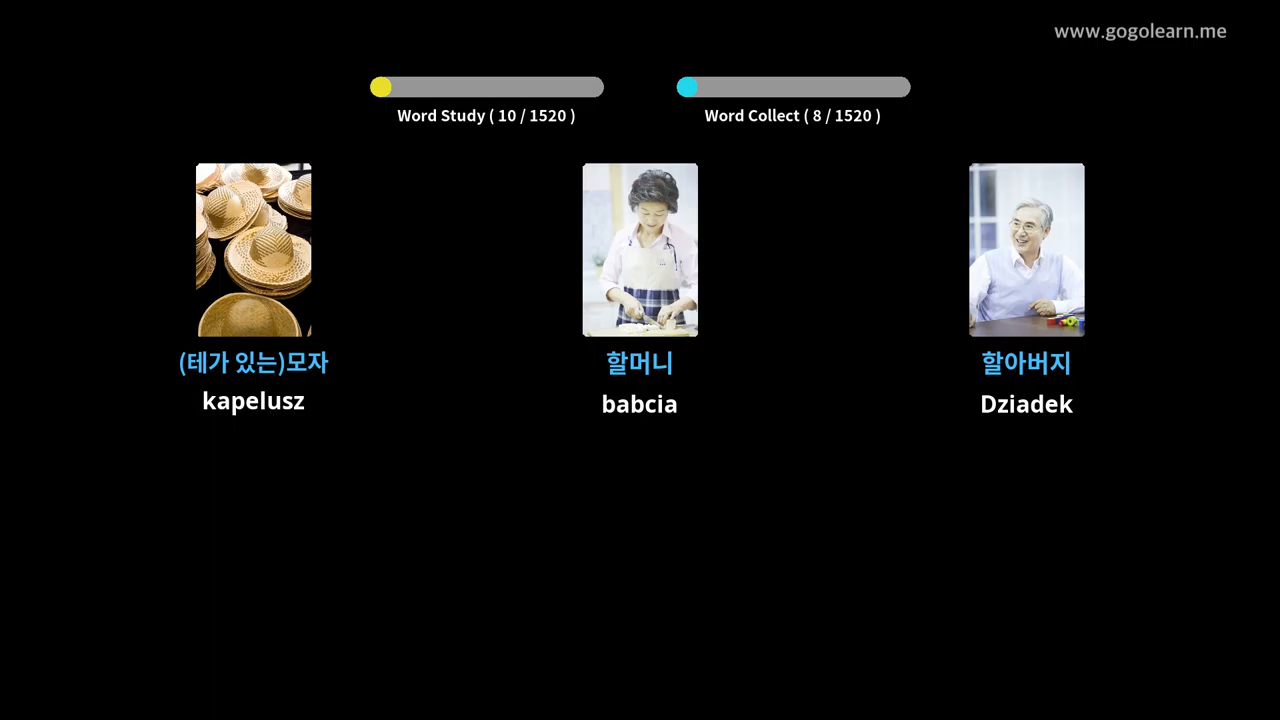 www.gogolearn.me
Word Study ( 10 / 1520 )
Word Collect ( 8 / 1520 )
(테가 있는)모자
kapelusz
할머니
babcia
할아버지
Dziadek